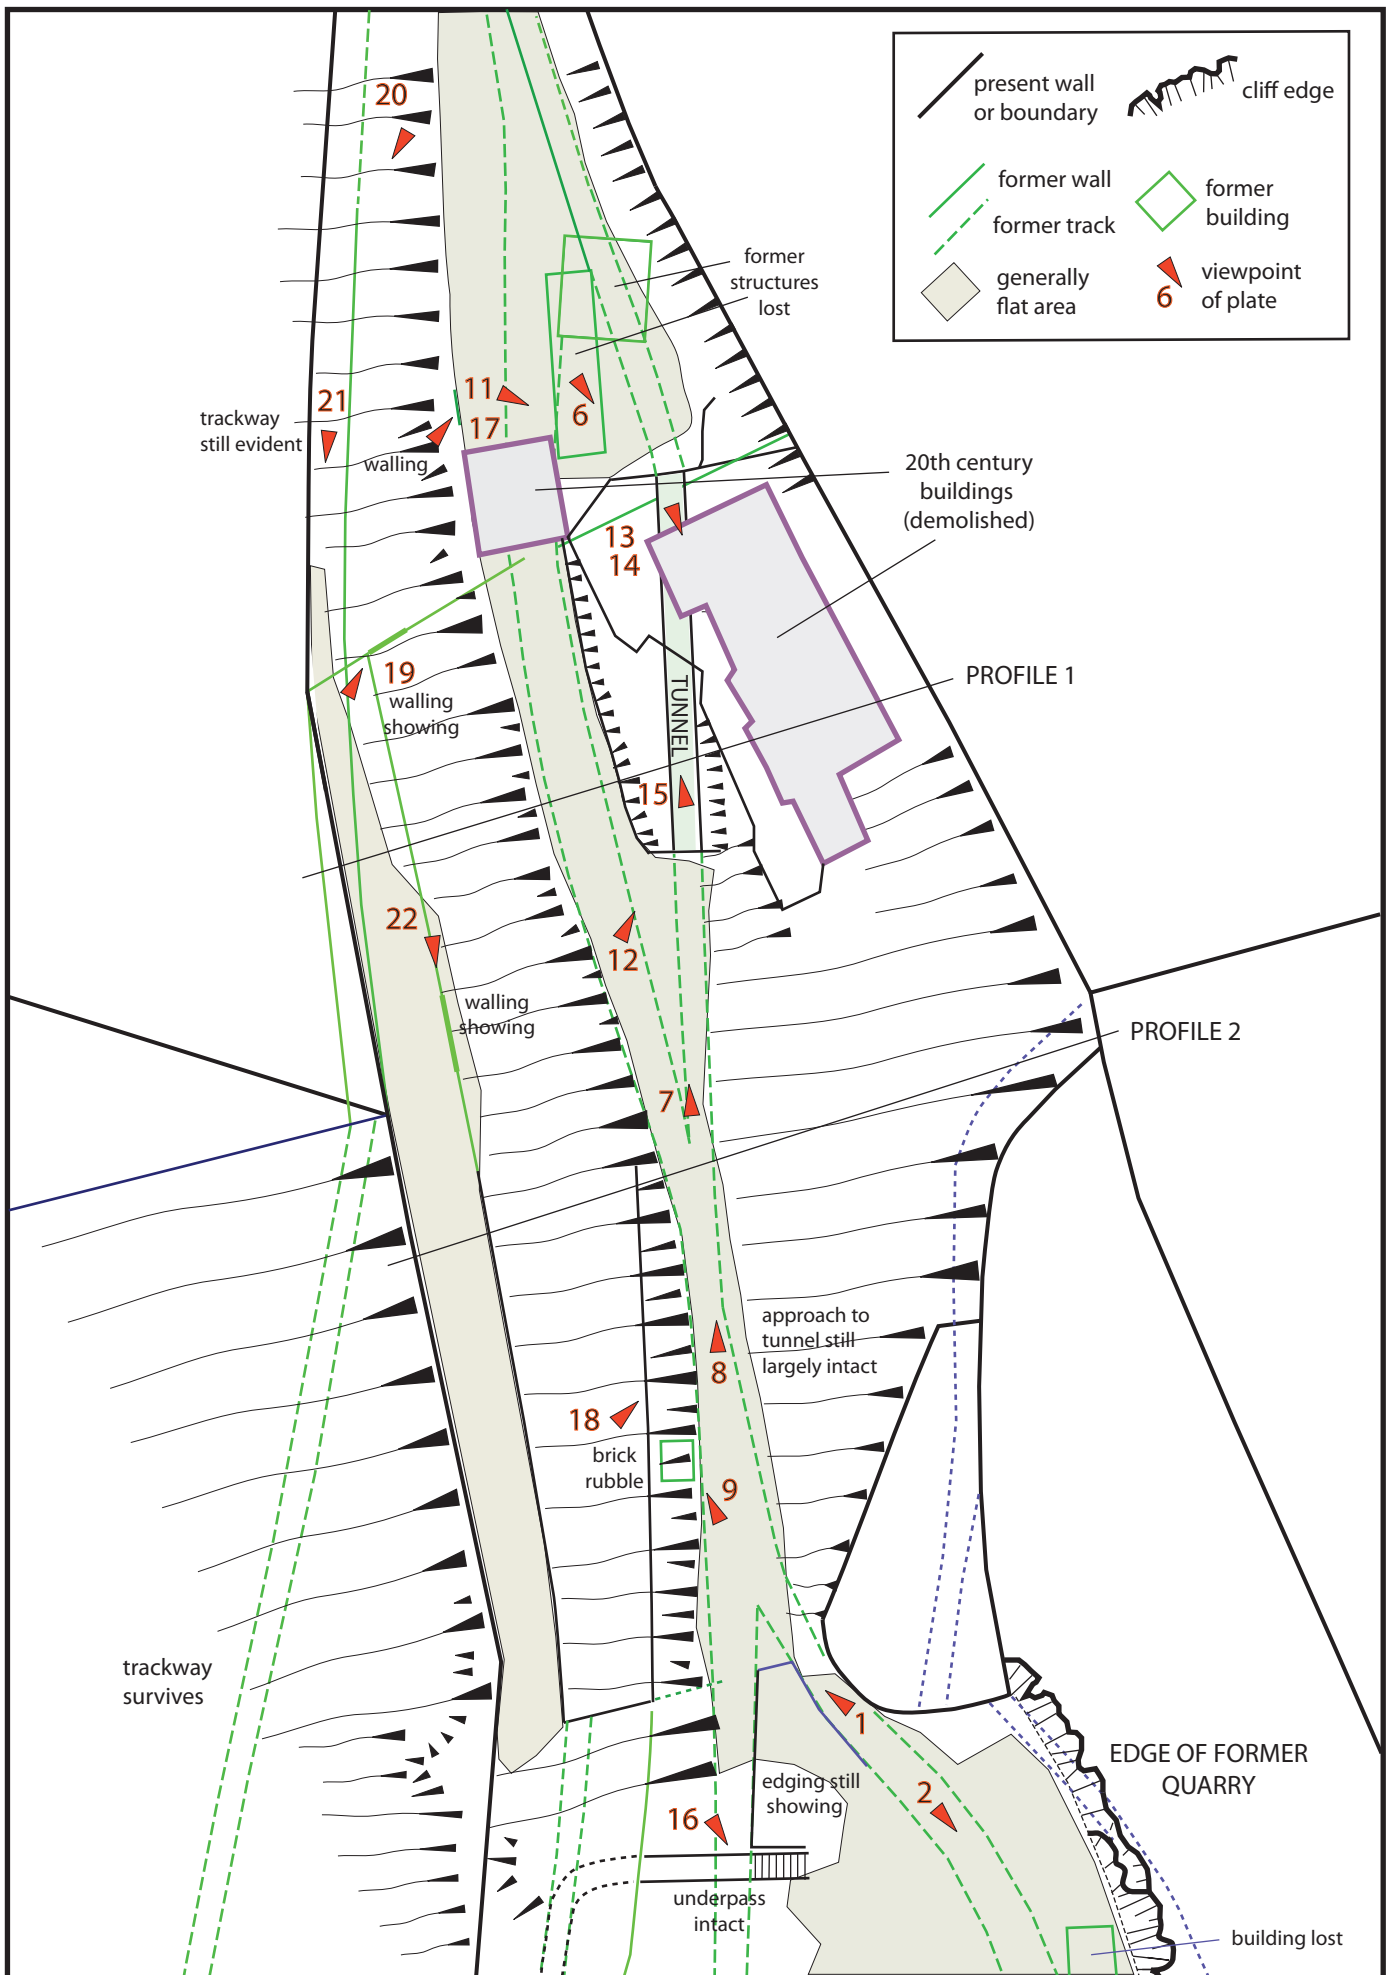 present wall
or boundary
cliff edge
former wall
former track
former
building
generally
flat area
6
viewpoint
of plate
20
former
structures
lost
21
11
6
17
trackway
still evident
walling
20th century
buildings
(demolished)
13
14
19
walling
showing
TUNNEL
PROFILE 1
15
22
12
walling
showing
PROFILE 2
7
approach to
tunnel still
largely intact
8
18
brick
rubble
9
trackway
survives
1
EDGE OF FORMER
QUARRY
edging still
showing
2
16
underpass
intact
building lost